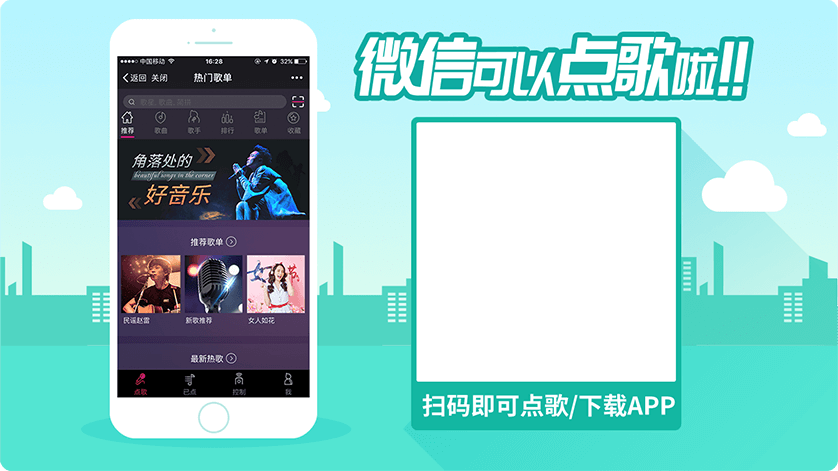 中国移动 16:28 32%
返回 关闭 热门歌单
歌星, 歌曲, 菜单
推荐 歌曲 歌手 排行 歌单 收藏
角落处的
beautiful songs in the corner
好音乐
推荐歌单
民谣赵雷 新歌推荐 女人如花
最新热歌
点歌 已点 控制 我
微信可以点歌啦!!
扫码即可点歌/下载APP